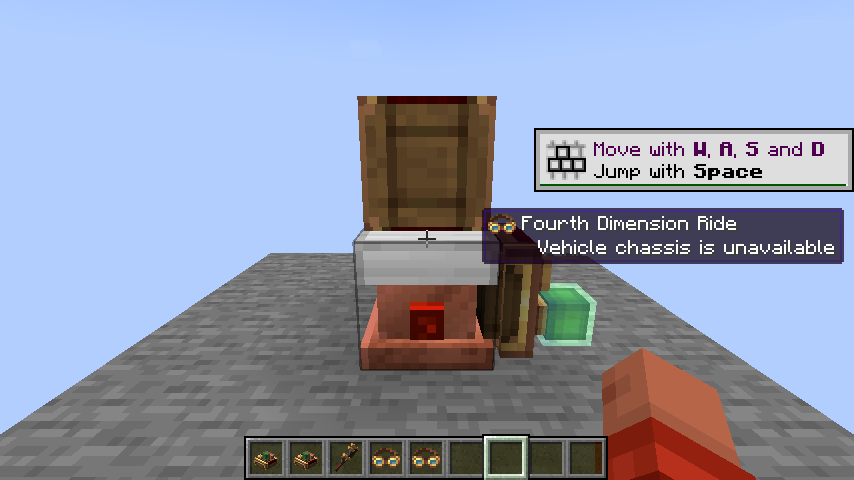 Move with W, A, S and D
Jump with Space
Fourth Dimension Ride
Vehicle chassis is unavailable